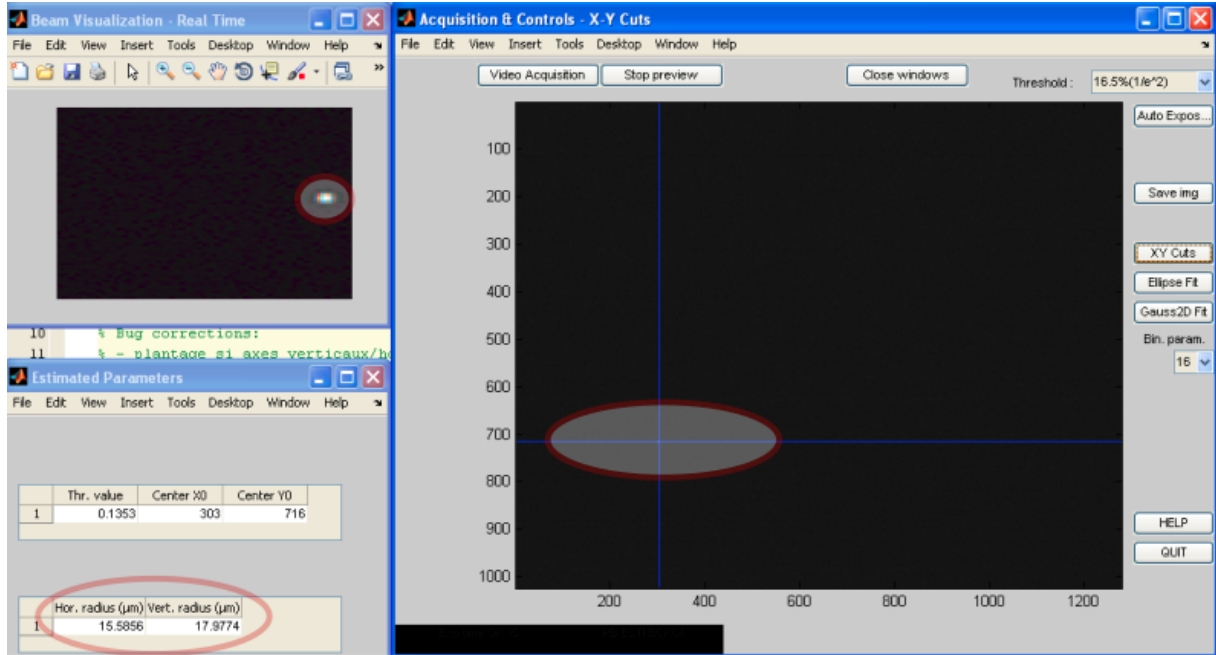 Beam Visualization - Real Time
File Edit View Insert Tools Desktop Window Help
10 % Bug corrections:
11 % - plantage si axes verticaux/h
Estimated Parameters
File Edit View Insert Tools Desktop Window Help
Thr. value Center X0 Center Y0
1 0.1353 303 716
Hor. radius (µm) Vert. radius (µm)
1 15.5856 17.9774
Acquisition & Controls - X-Y Cuts
File Edit View Insert Tools Desktop Window Help
Video Acquisition Stop preview Close windows Threshold : 16.5%(1/e^2)
100
200
300
400
500
600
700
800
900
1000
200 400 600 800 1000 1200
Auto Expos...
Save img
XY Cuts
Ellipse Fit
Gauss2D Fit
Bin. param.
16
HELP
QUIT